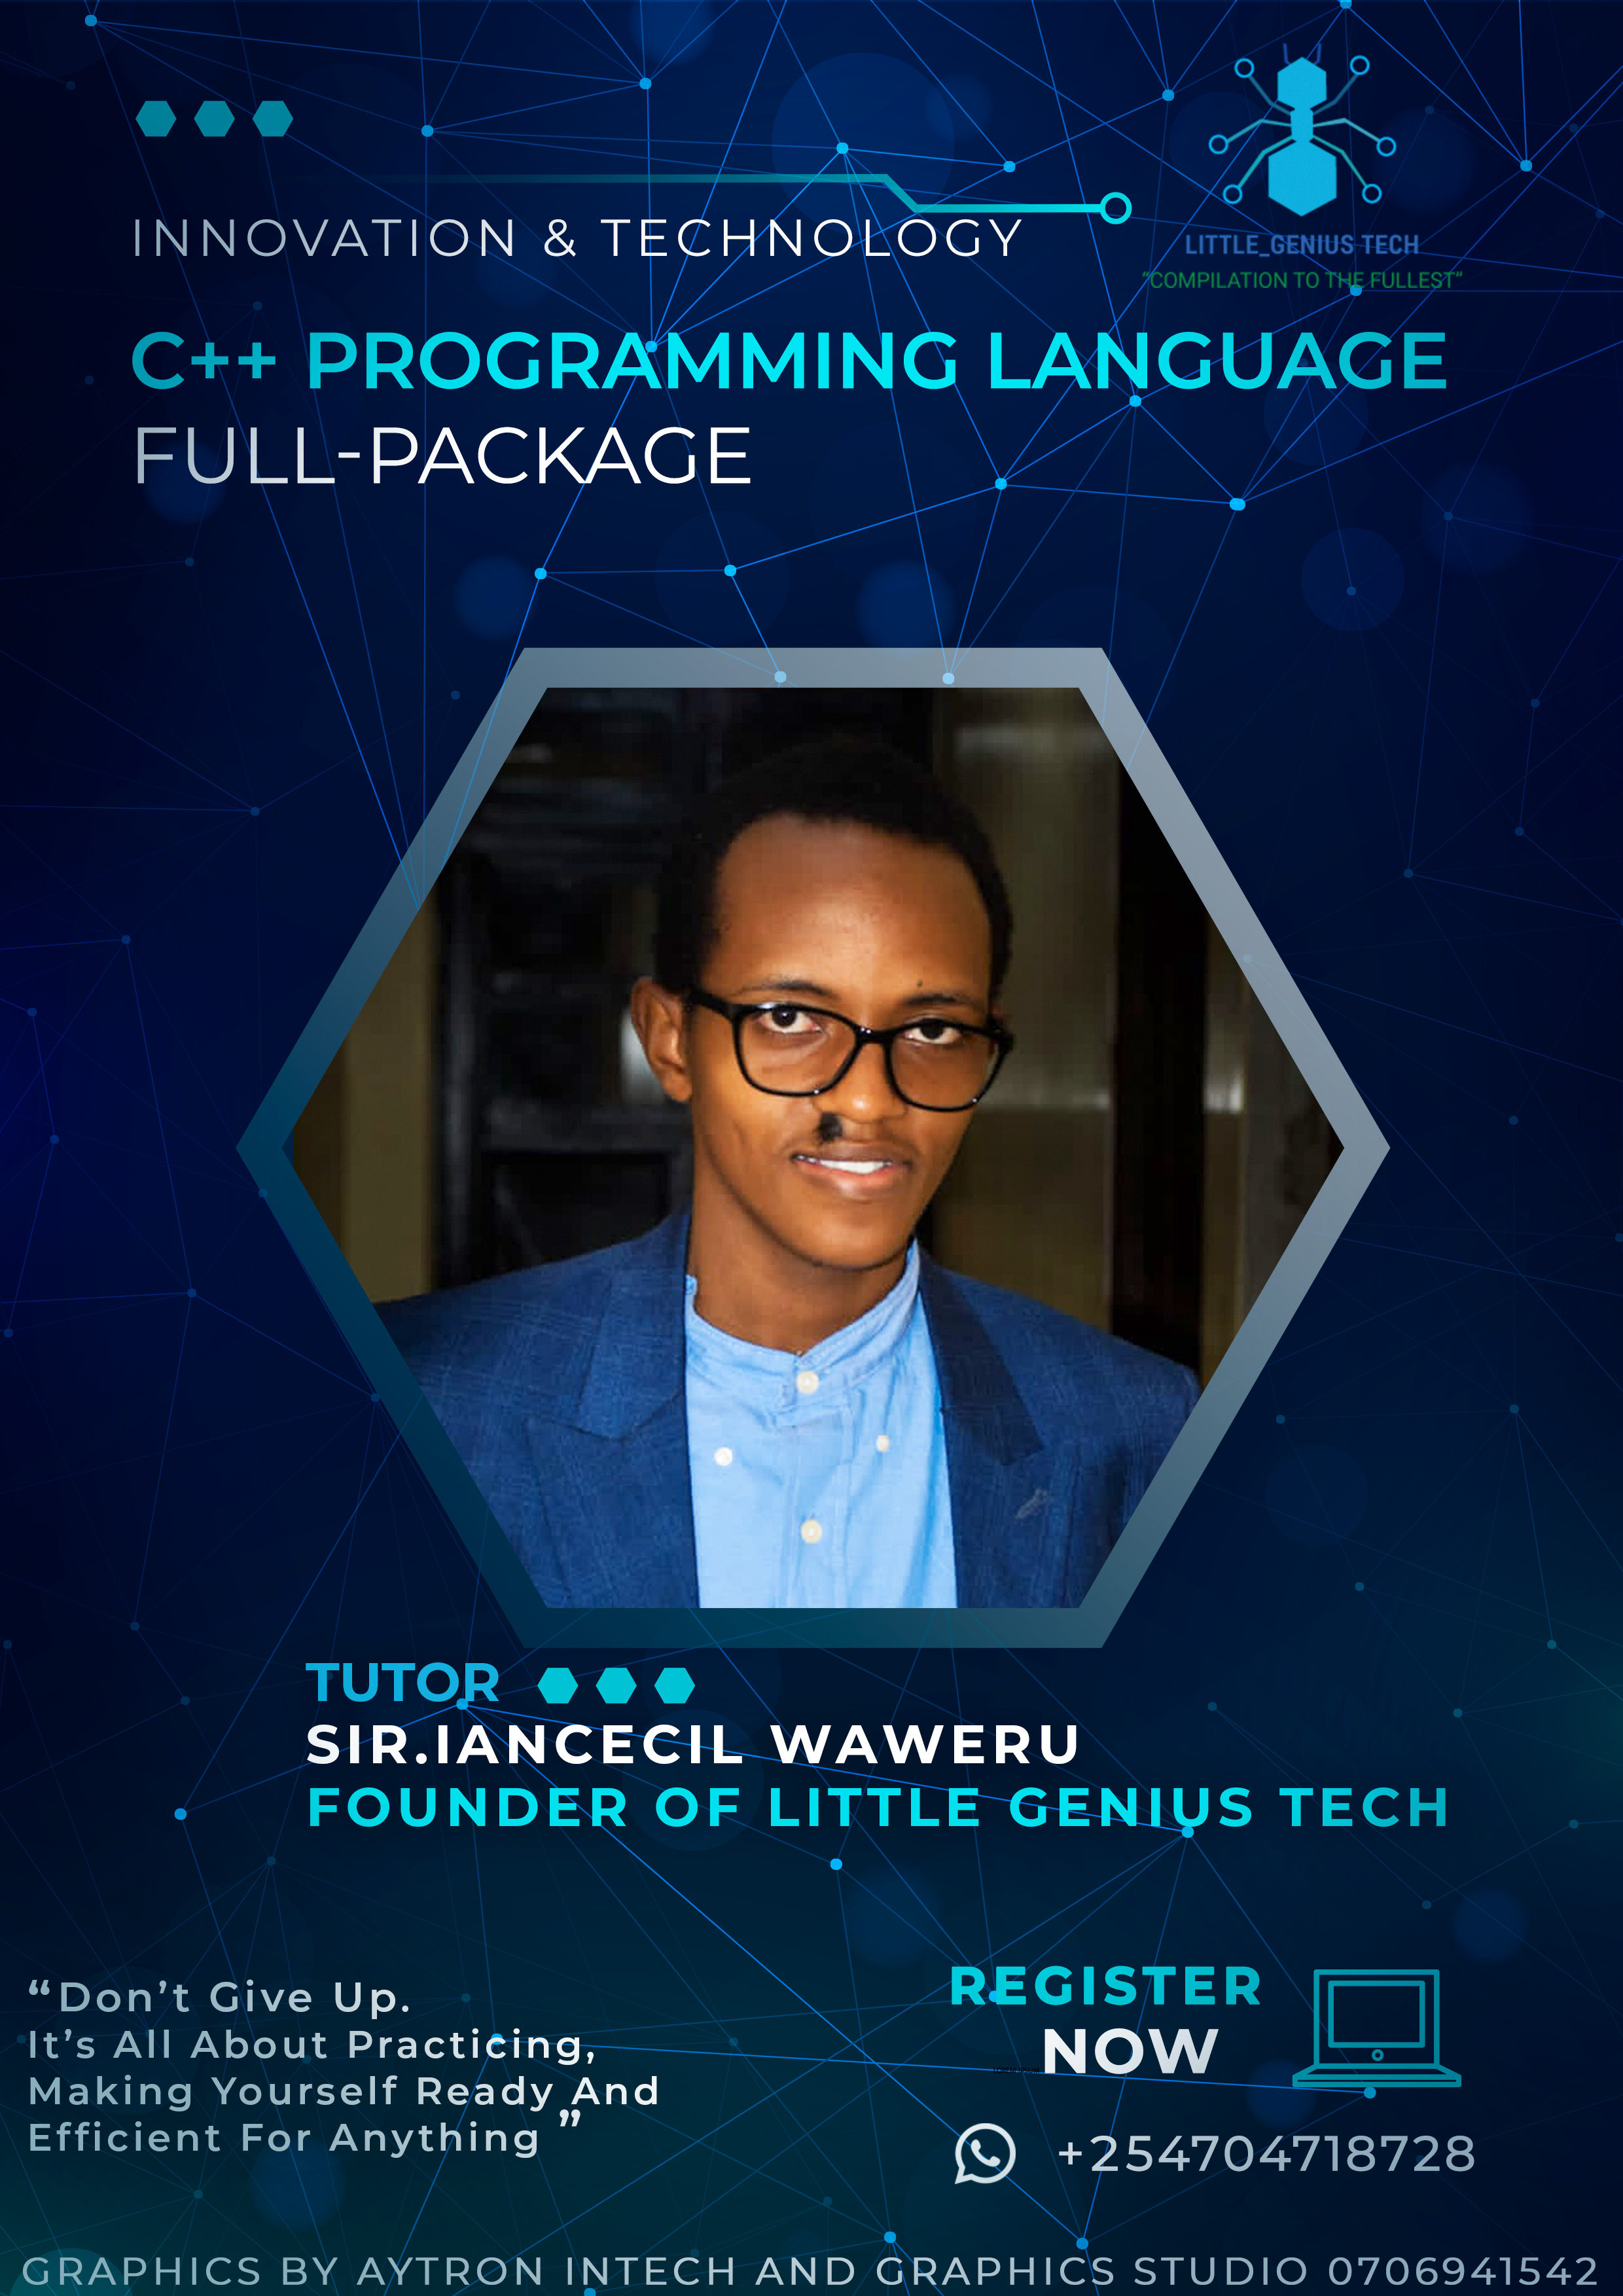 INNOVATION & TECHNOLOGY
LITTLE_GENIUS TECH
"COMPILATION TO THE FULLEST"
C++ PROGRAMMING LANGUAGE
FULL-PACKAGE
TUTOR
SIR.IANCECIL WAWERU
FOUNDER OF LITTLE GENIUS TECH
“Don’t Give Up.
It’s All About Practicing,
Making Yourself Ready And
Efficient For Anything ”
REGISTER
NOW
+254704718728
GRAPHICS BY AYTRON INTECH AND GRAPHICS STUDIO 0706941542